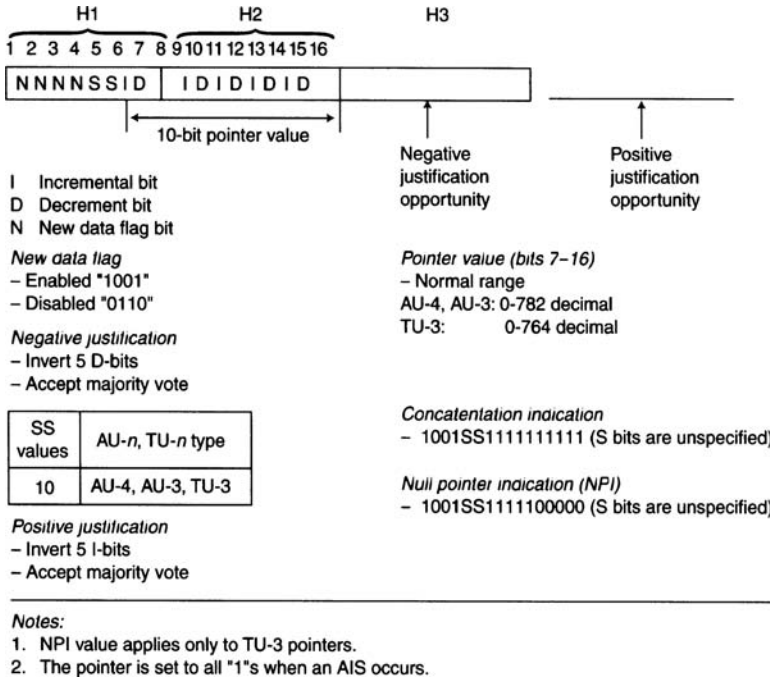 H1 H2 H3
1 2 3 4 5 6 7 8 9 10 11 12 13 14 15 16
N N N N S S I D I D I D I D I D
10-bit pointer value
Negative
justification
opportunity
Positive
justification
opportunity
I Incremental bit
D Decrement bit
N New data flag bit
New data flag
– Enabled "1001"
– Disabled "0110"
Pointer value (bits 7–16)
– Normal range
AU-4, AU-3: 0-782 decimal
TU-3: 0-764 decimal
Negative justification
– Invert 5 D-bits
– Accept majority vote
SS
values
AU-n, TU-n type
10 AU-4, AU-3, TU-3
Concatentation indication
– 1001SS1111111111 (S bits are unspecified)
Null pointer indication (NPI)
– 1001SS1111100000 (S bits are unspecified)
Positive justification
– Invert 5 I-bits
– Accept majority vote
Notes:
1. NPI value applies only to TU-3 pointers.
2. The pointer is set to all "1"s when an AIS occurs.